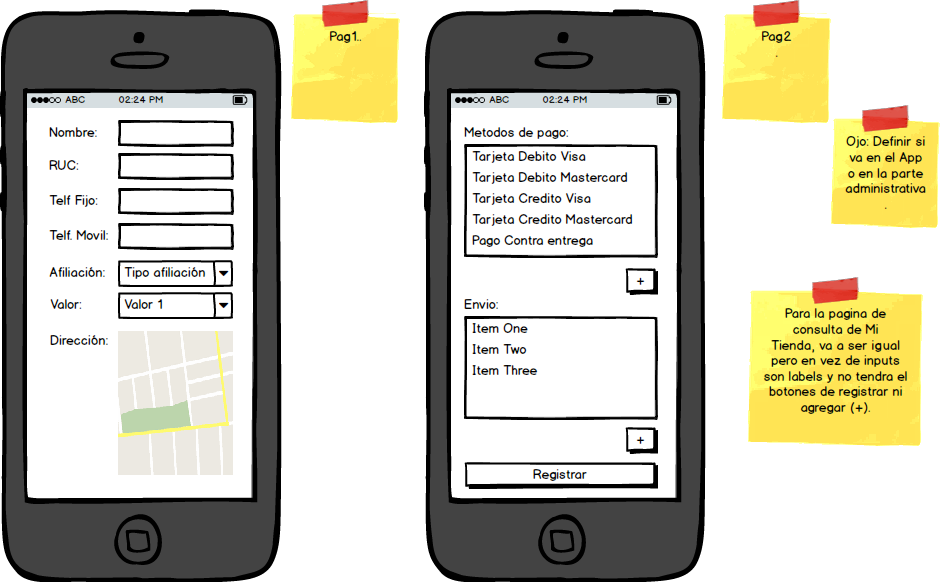 Pag1..
ABC 02:24 PM
Nombre:
RUC:
Telf Fijo:
Telf. Movil:
Afiliación: Tipo afiliación
Valor: Valor 1
Dirección:
Pag2
.
ABC 02:24 PM
Metodos de pago:
Tarjeta Debito Visa
Tarjeta Debito Mastercard
Tarjeta Credito Visa
Tarjeta Credito Mastercard
Pago Contra entrega
+
Envio:
Item One
Item Two
Item Three
+
Registrar
Ojo: Definir si
va en el App
o en la parte
administrativa
.
Para la pagina de
consulta de Mi
Tienda, va a ser igual
pero en vez de inputs
son labels y no tendra el
botones de registrar ni
agregar (+).